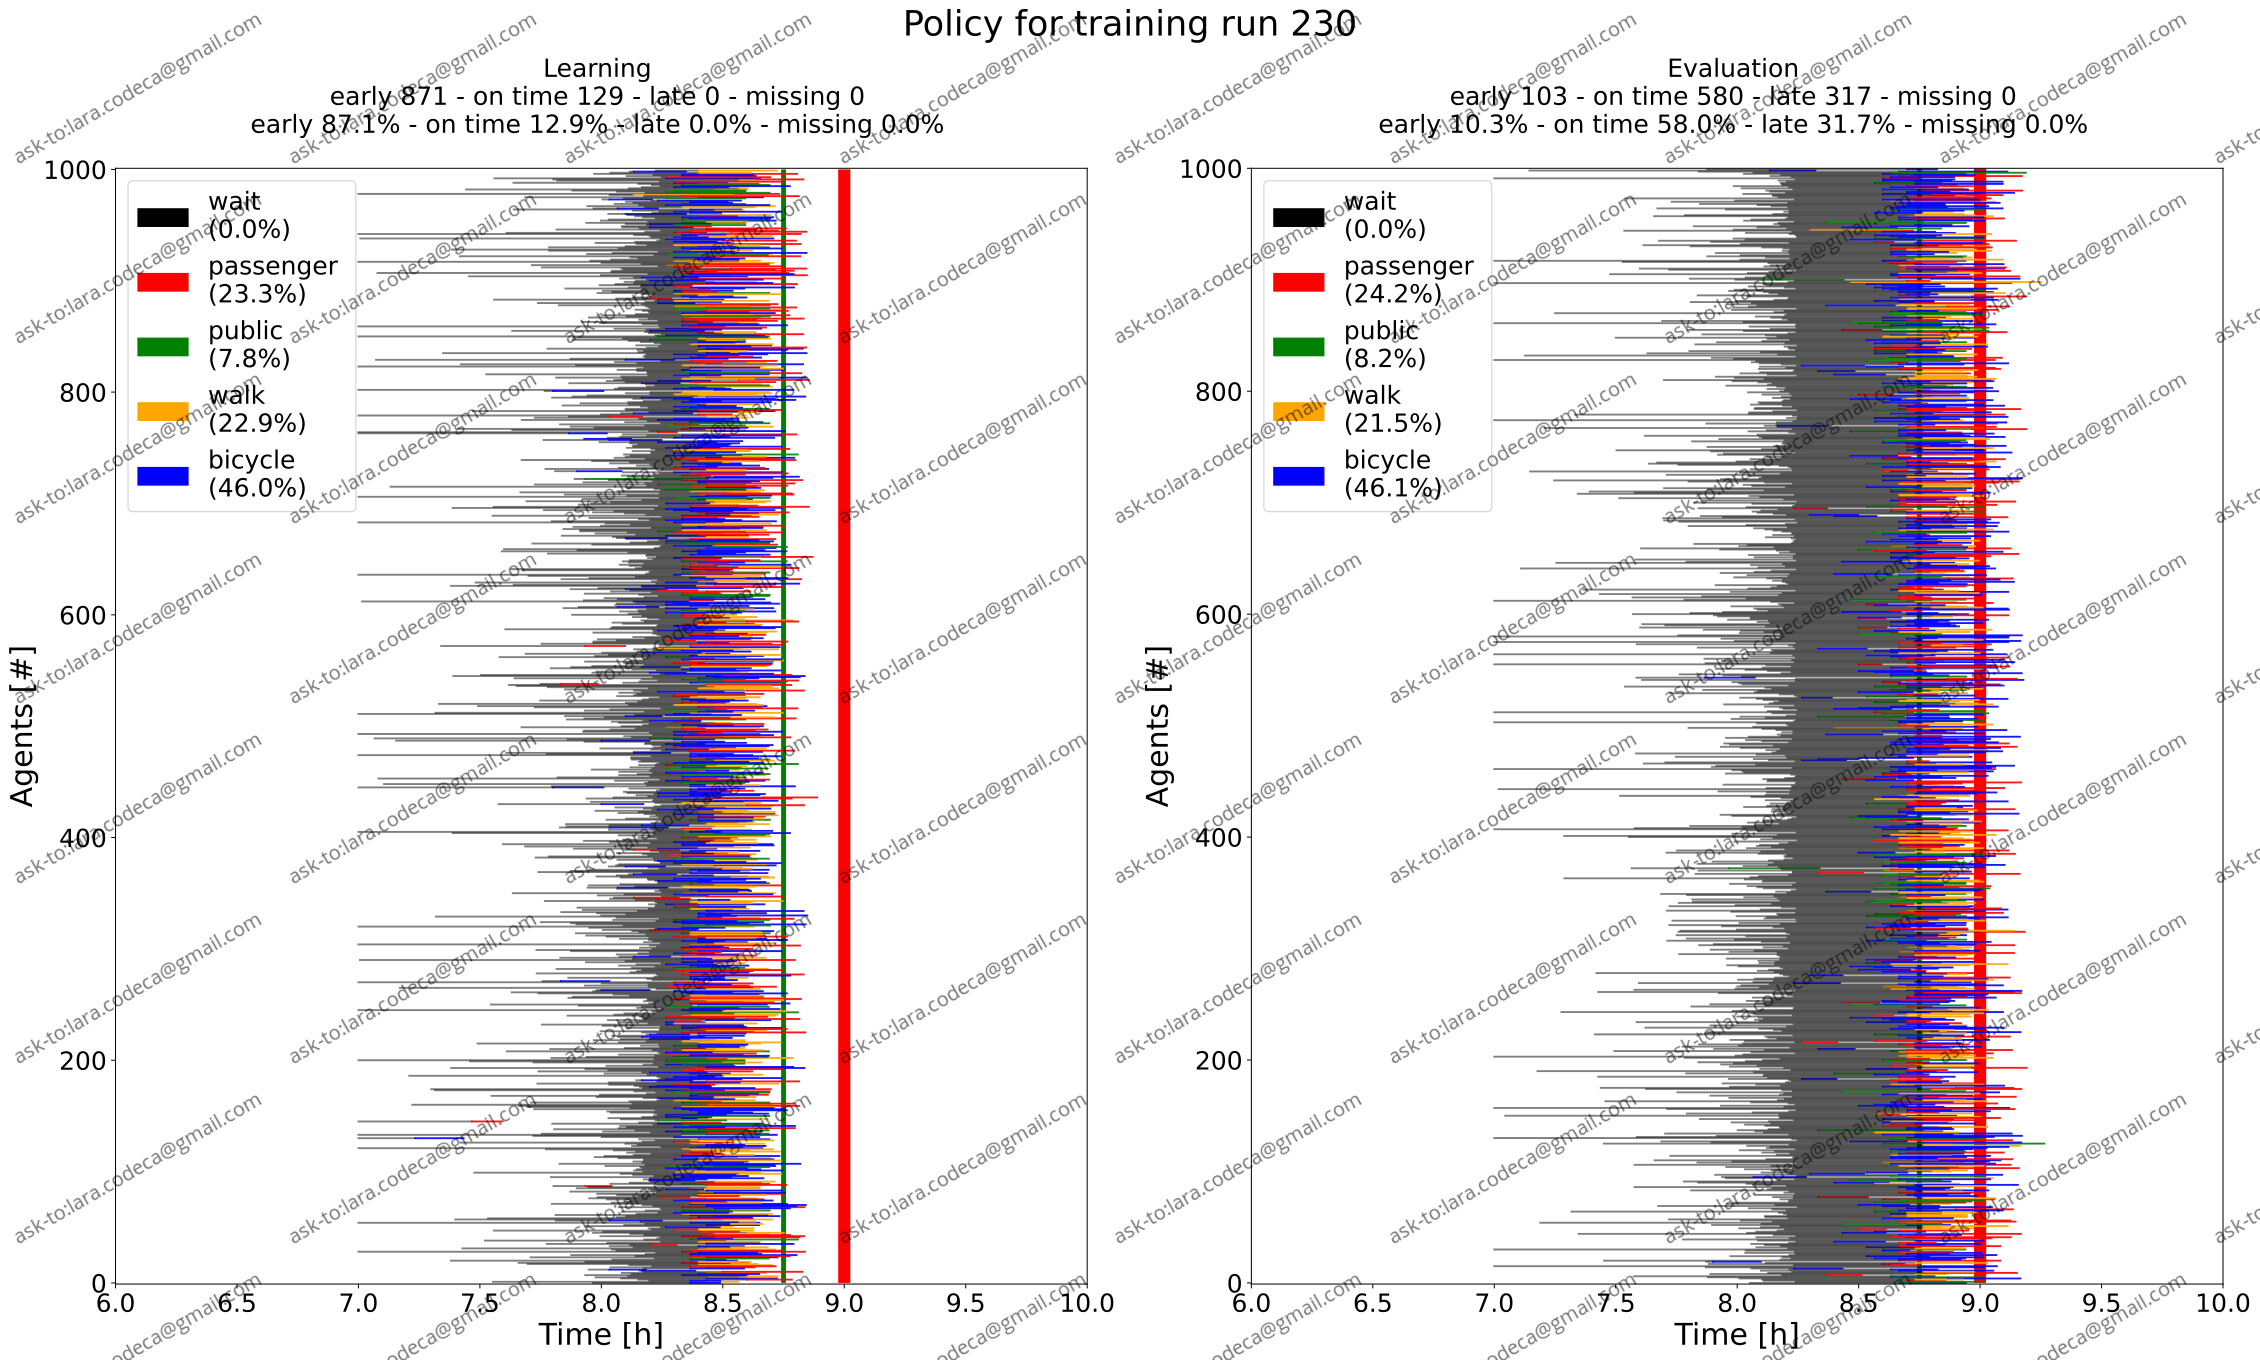 Policy for training run 230
Learning
early 871 - on time 129 - late 0 - missing 0
early 87.1% - on time 12.9% - late 0.0% - missing 0.0%
1000
800
600
400
200
0
Agents [#]
wait
(0.0%)
passenger
(23.3%)
public
(7.8%)
walk
(22.9%)
bicycle
(46.0%)
6.0 6.5 7.0 7.5 8.0 8.5 9.0 9.5 10.0
Time [h]
Evaluation
early 103 - on time 580 - late 317 - missing 0
early 10.3% - on time 58.0% - late 31.7% - missing 0.0%
1000
800
600
400
200
0
Agents [#]
wait
(0.0%)
passenger
(24.2%)
public
(8.2%)
walk
(21.5%)
bicycle
(46.1%)
6.0 6.5 7.0 7.5 8.0 8.5 9.0 9.5 10.0
Time [h]
ask-to:lara.codeca@gmail.com